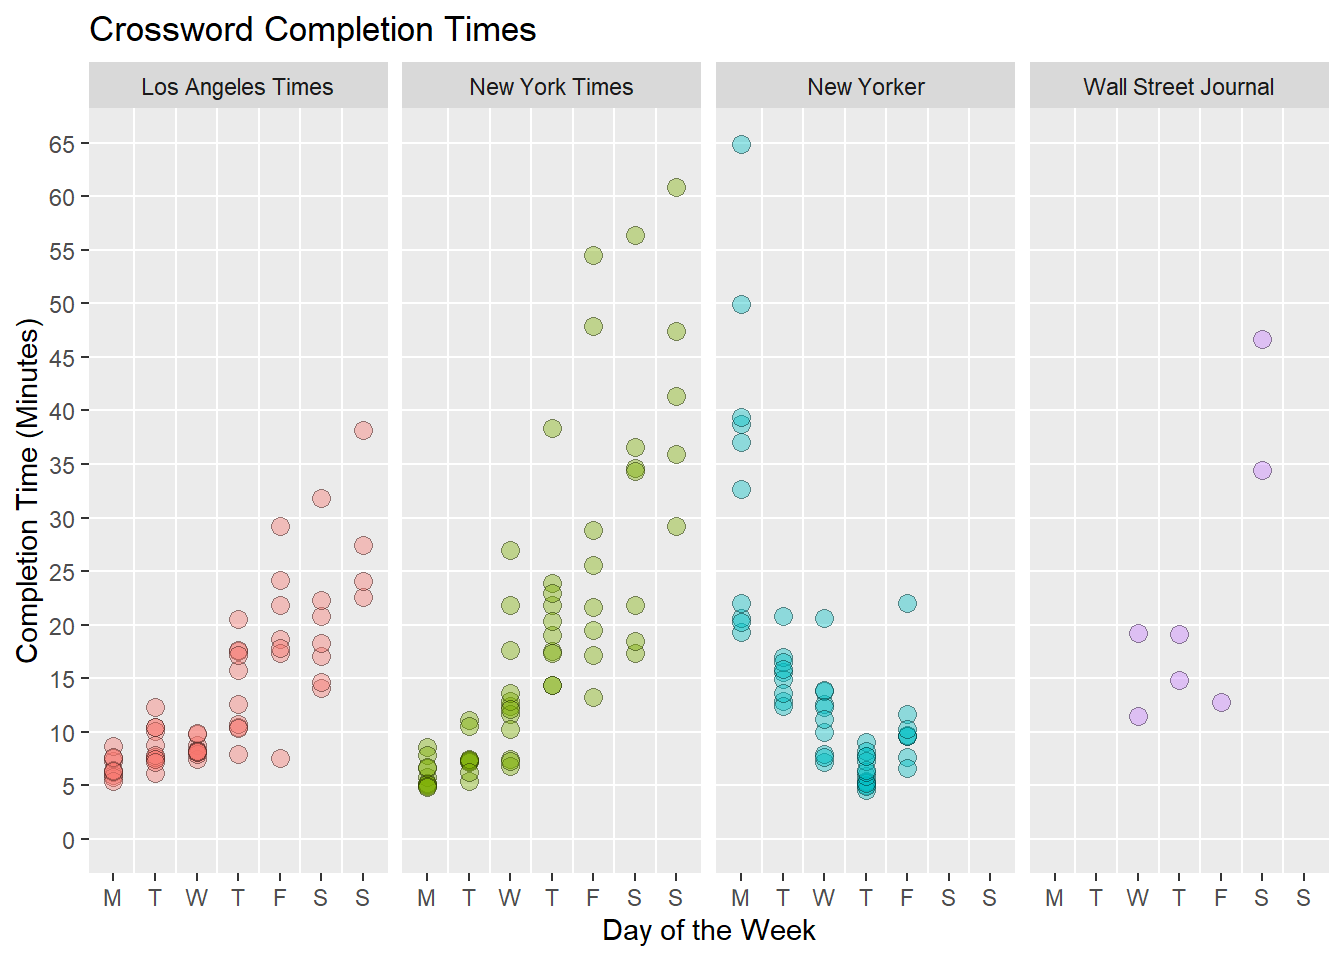 Crossword Completion Times
Los Angeles Times New York Times New Yorker Wall Street Journal
Completion Time (Minutes)
65
60
55
50
45
40
35
30
25
20
15
10
5
0
M T W T F S S M T W T F S S M T W T F S S M T W T F S S
Day of the Week